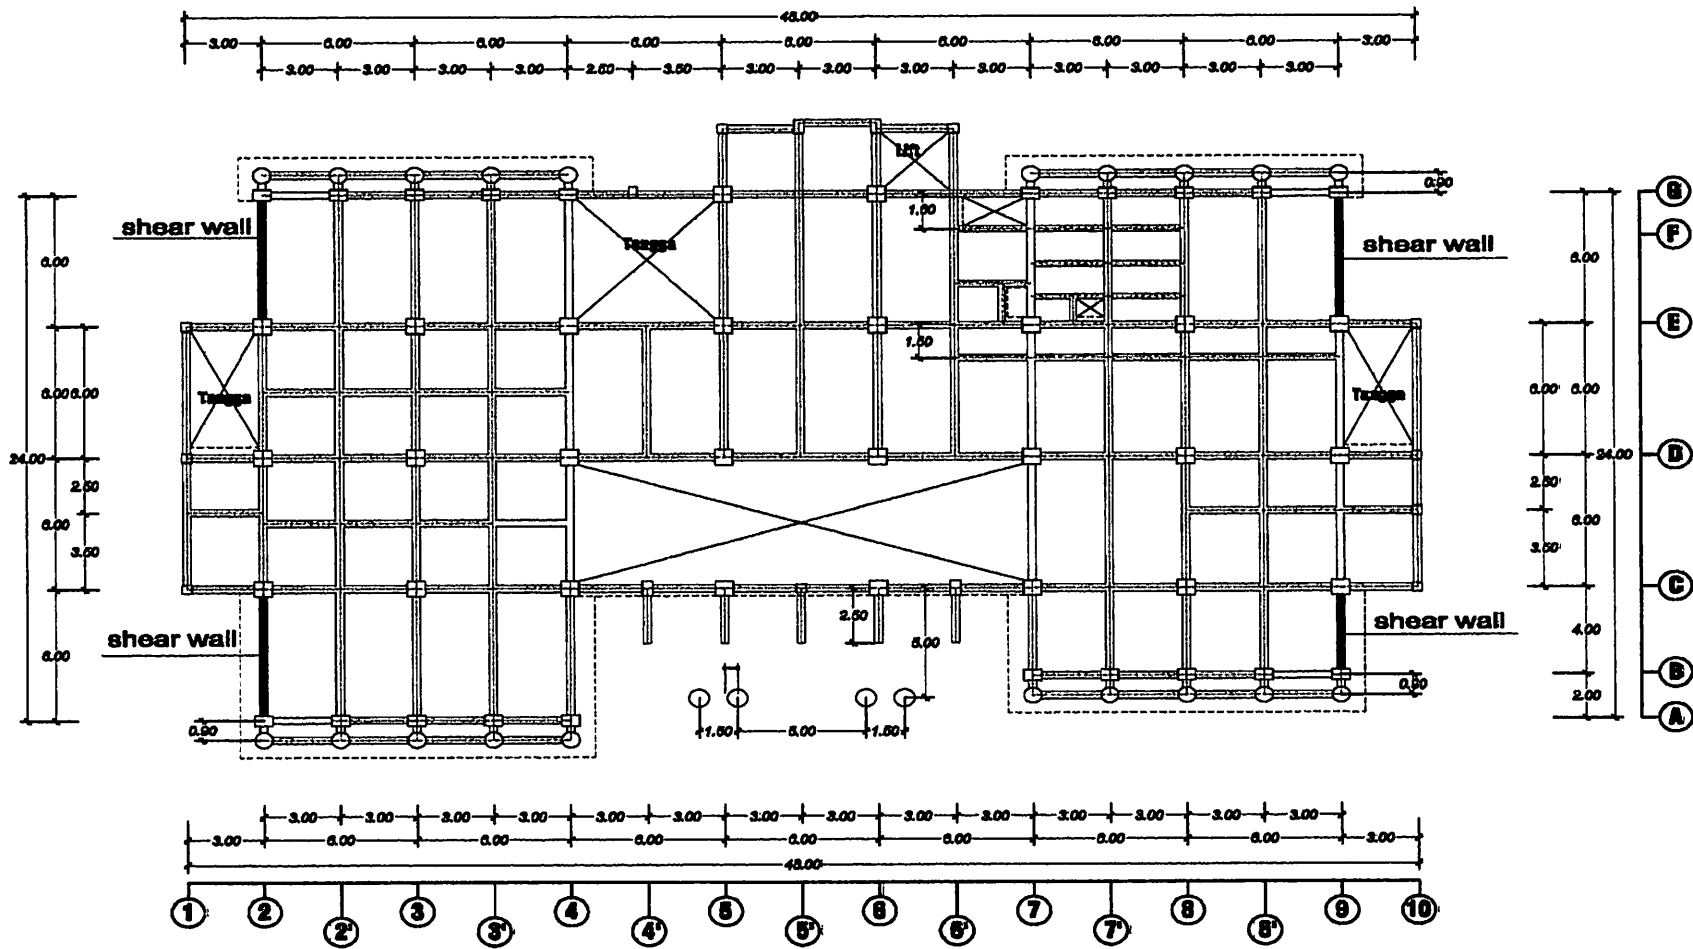 48.00
3.00 6.00 6.00 6.00 6.00 6.00 6.00 6.00 3.00
3.00 3.00 3.00 3.00 2.50 3.50 3.00 3.00 3.00 3.00 3.00 3.00 3.00 3.00
Lift
0.90
G
1.50
shear wall
F
Tangga
shear wall
6.00
6.00
E
1.50
6.00 6.00
Tangga
Tangga
6.00 6.00
24.00
D
24.00
2.50
2.50
6.00
6.00
3.50
3.50
C
2.50
shear wall
5.00
shear wall
4.00
6.00
B
0.90
2.00
A
0.90
1.50 5.00 1.50
3.00 3.00 3.00 3.00 3.00 3.00 3.00 3.00 3.00 3.00 3.00 3.00 3.00 3.00
3.00 6.00 6.00 6.00 6.00 6.00 6.00 6.00 3.00
48.00
1 2 3 4 5 6 7 8 9 10
2' 3' 4' 5' 6' 7' 8'